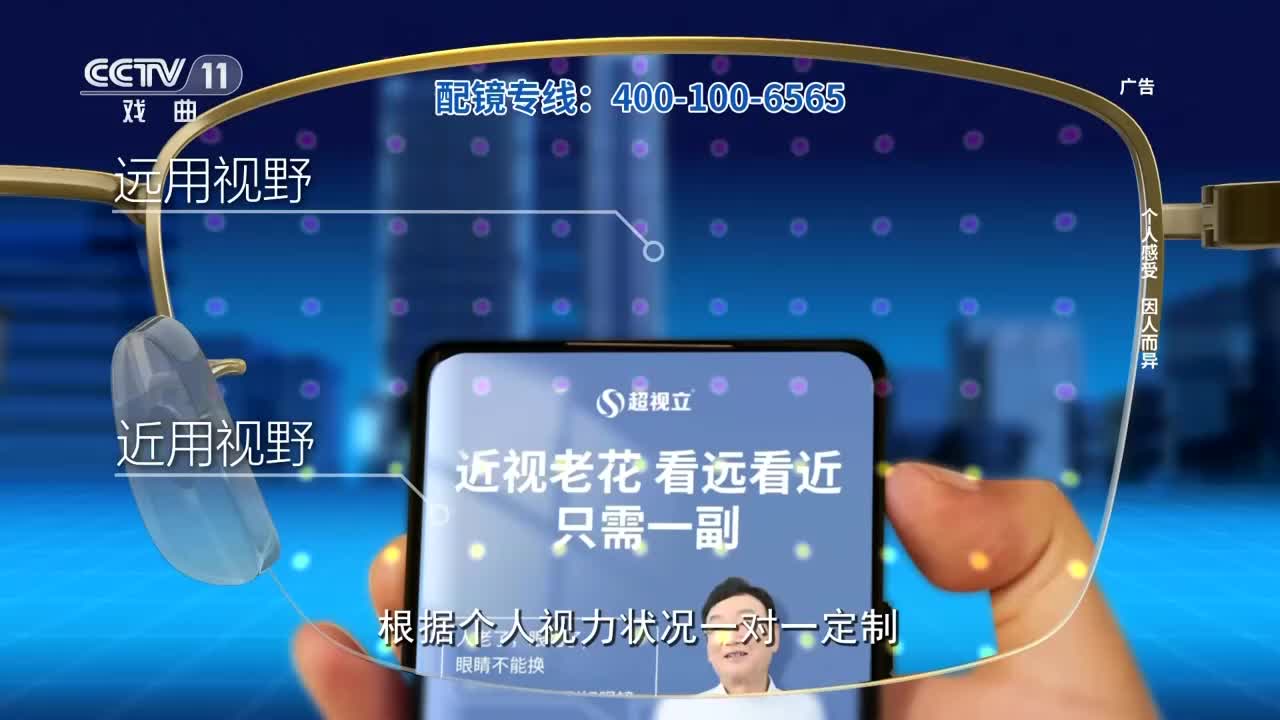 CCTV 11
戏曲
广告
配镜专线：400-100-6565
远用视野
个人感受 因人而异
超视立
近用视野
近视老花 看远看近
只需一副
根据个人视力状况一对一定制
眼睛不能换